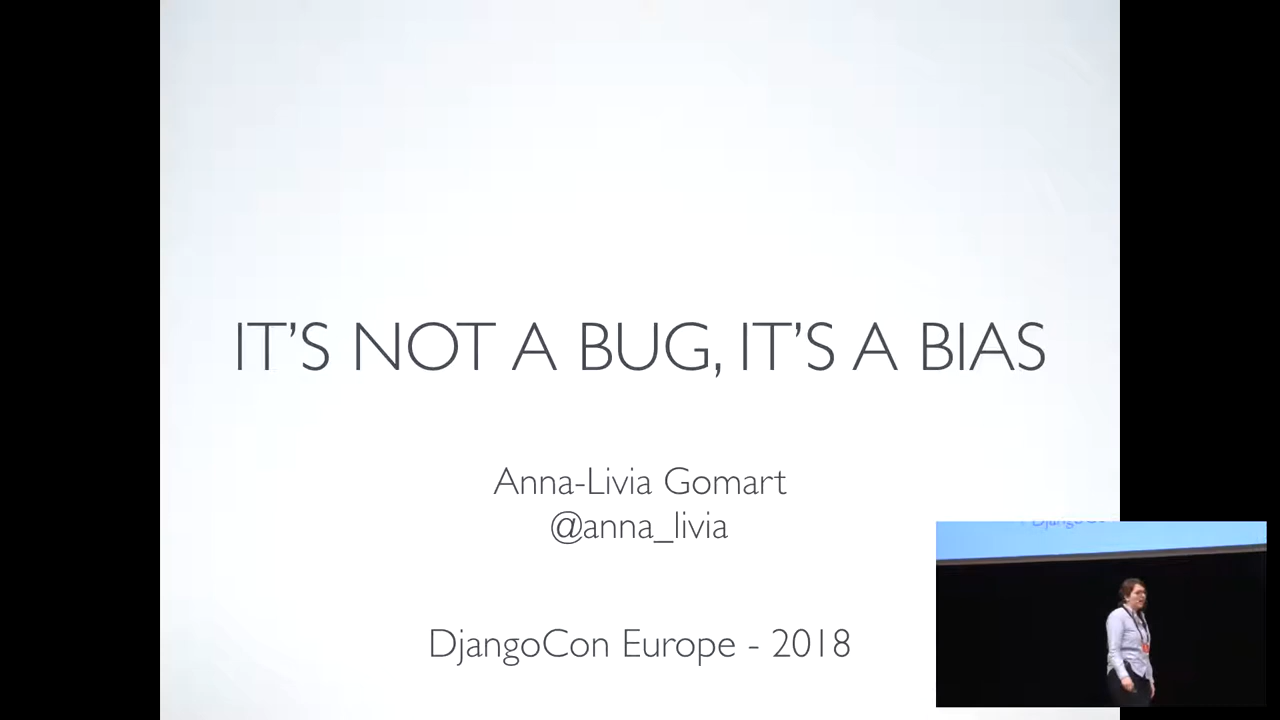 IT’S NOT A BUG, IT’S A BIAS
Anna-Livia Gomart
@anna_livia
DjangoCon Europe - 2018